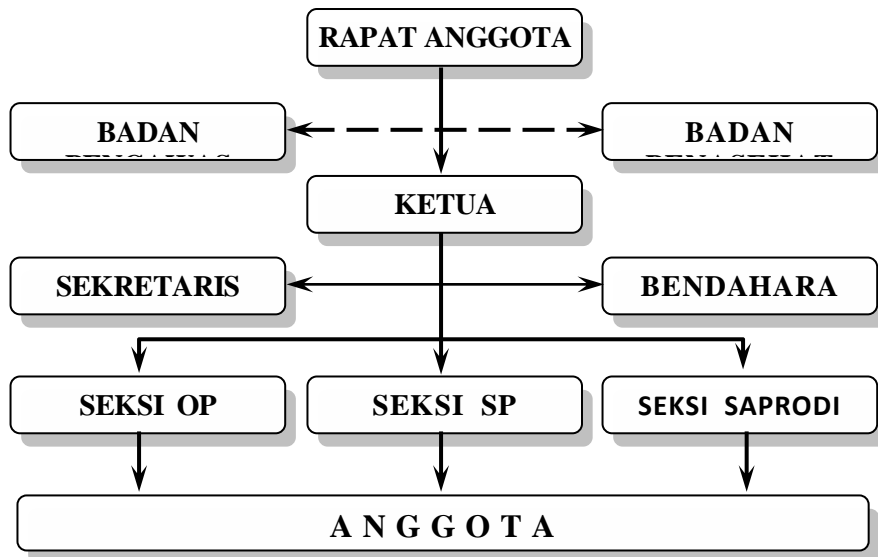 RAPAT ANGGOTA
BADAN
BADAN
KETUA
SEKRETARIS
BENDAHARA
SEKSI OP
SEKSI SP
SEKSI SAPRODI
A N G G O T A